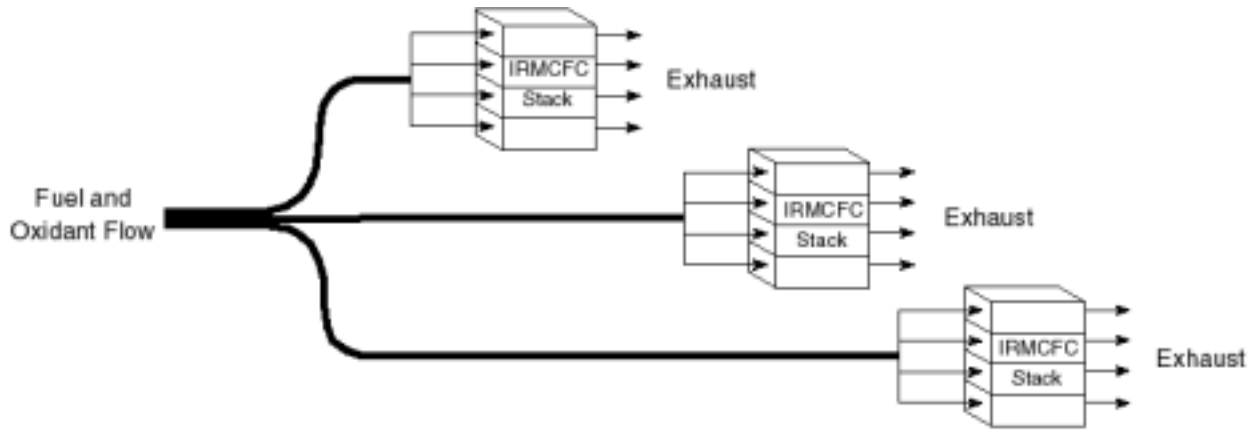 IRMCFC
Stack
Exhaust
Fuel and
Oxidant Flow
IRMCFC
Stack
Exhaust
IRMCFC
Stack
Exhaust